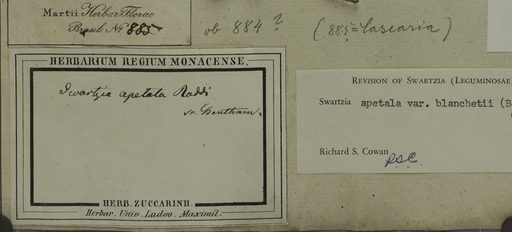 Martii Herbar. Florae
Brasil. No 885
ob 884?
(885 = Casearia)
HERBARIUM REGIUM MONACENSE.
Swartzia apetala Raddi
Bentham.
HERB. ZUCCARINII.
Herbar. Univ. Ludov. Maximil.
REVISION OF SWARTZIA (LEGUMINOSAE
Swartzia apetala var. blanchetii (B
Richard S. Cowan
RSC